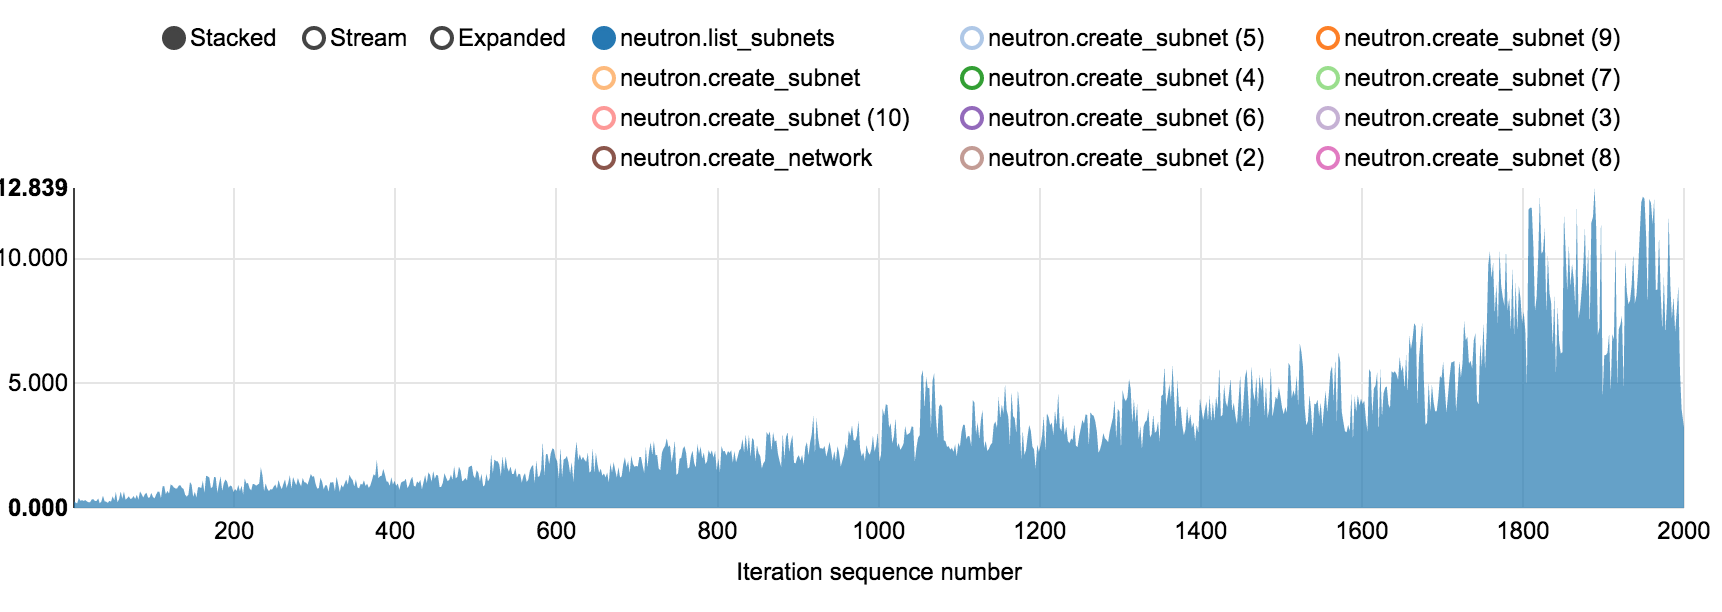 Stacked Stream Expanded neutron.list_subnets neutron.create_subnet (5) neutron.create_subnet (9)
neutron.create_subnet neutron.create_subnet (4) neutron.create_subnet (7)
neutron.create_subnet (10) neutron.create_subnet (6) neutron.create_subnet (3)
neutron.create_network neutron.create_subnet (2) neutron.create_subnet (8)
12.839
10.000
5.000
0.000
200 400 600 800 1000 1200 1400 1600 1800 2000
Iteration sequence number